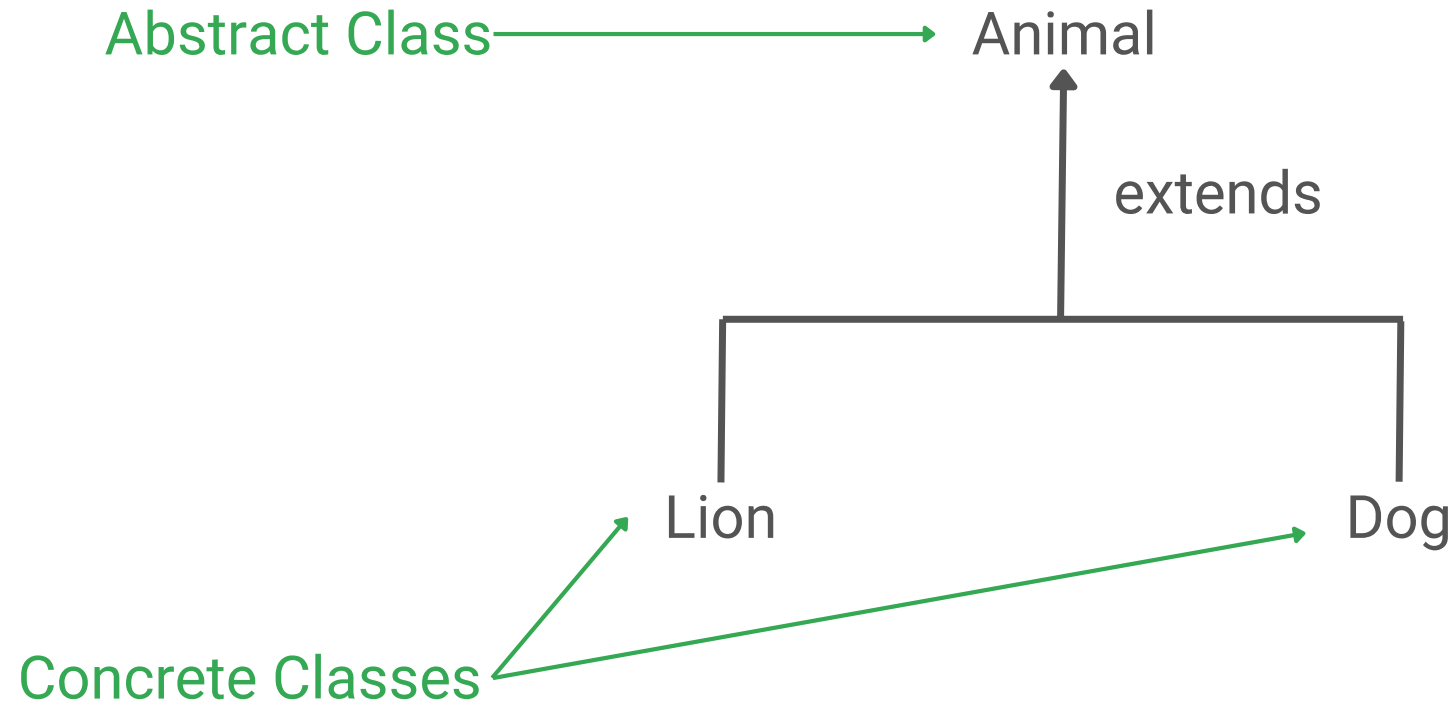 Abstract Class
Animal
extends
Lion
Dog
Concrete Classes